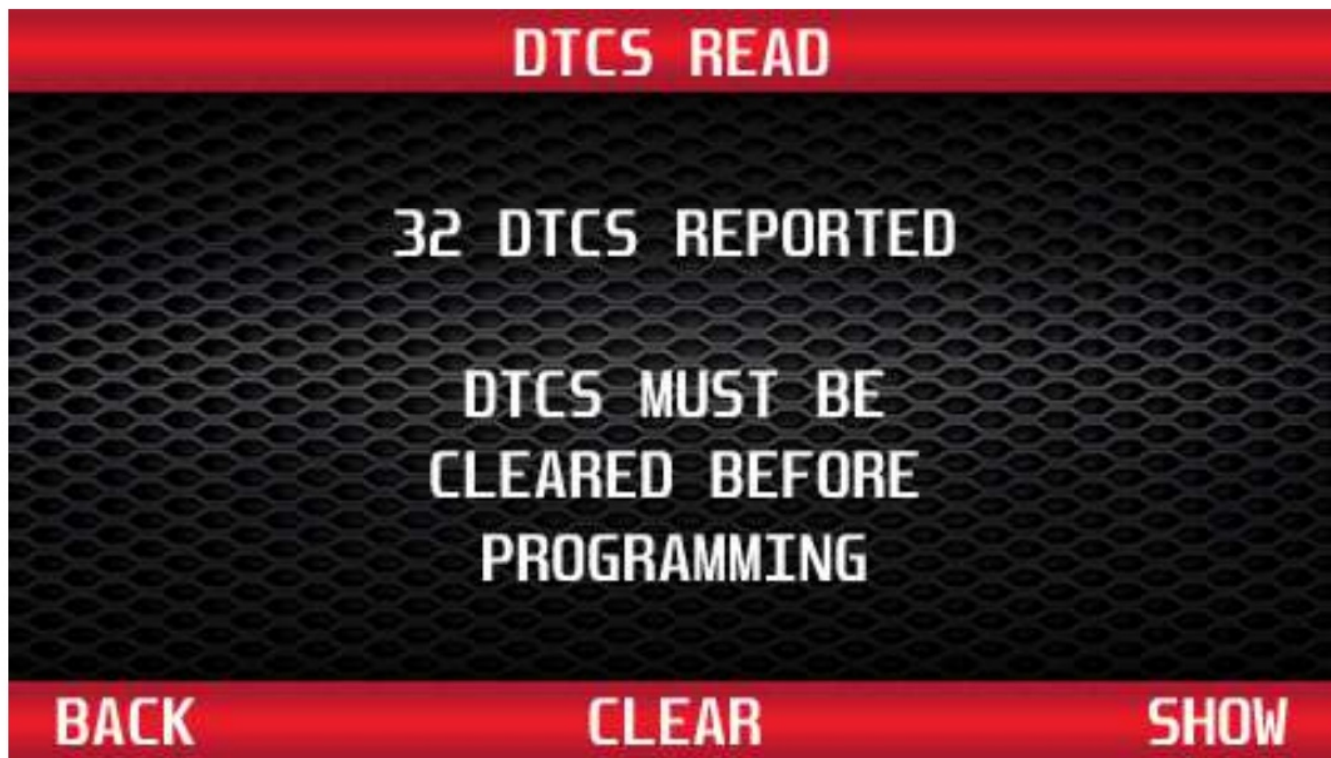 DTCS READ
32 DTCS REPORTED
DTCS MUST BE
CLEARED BEFORE
PROGRAMMING
BACK CLEAR SHOW